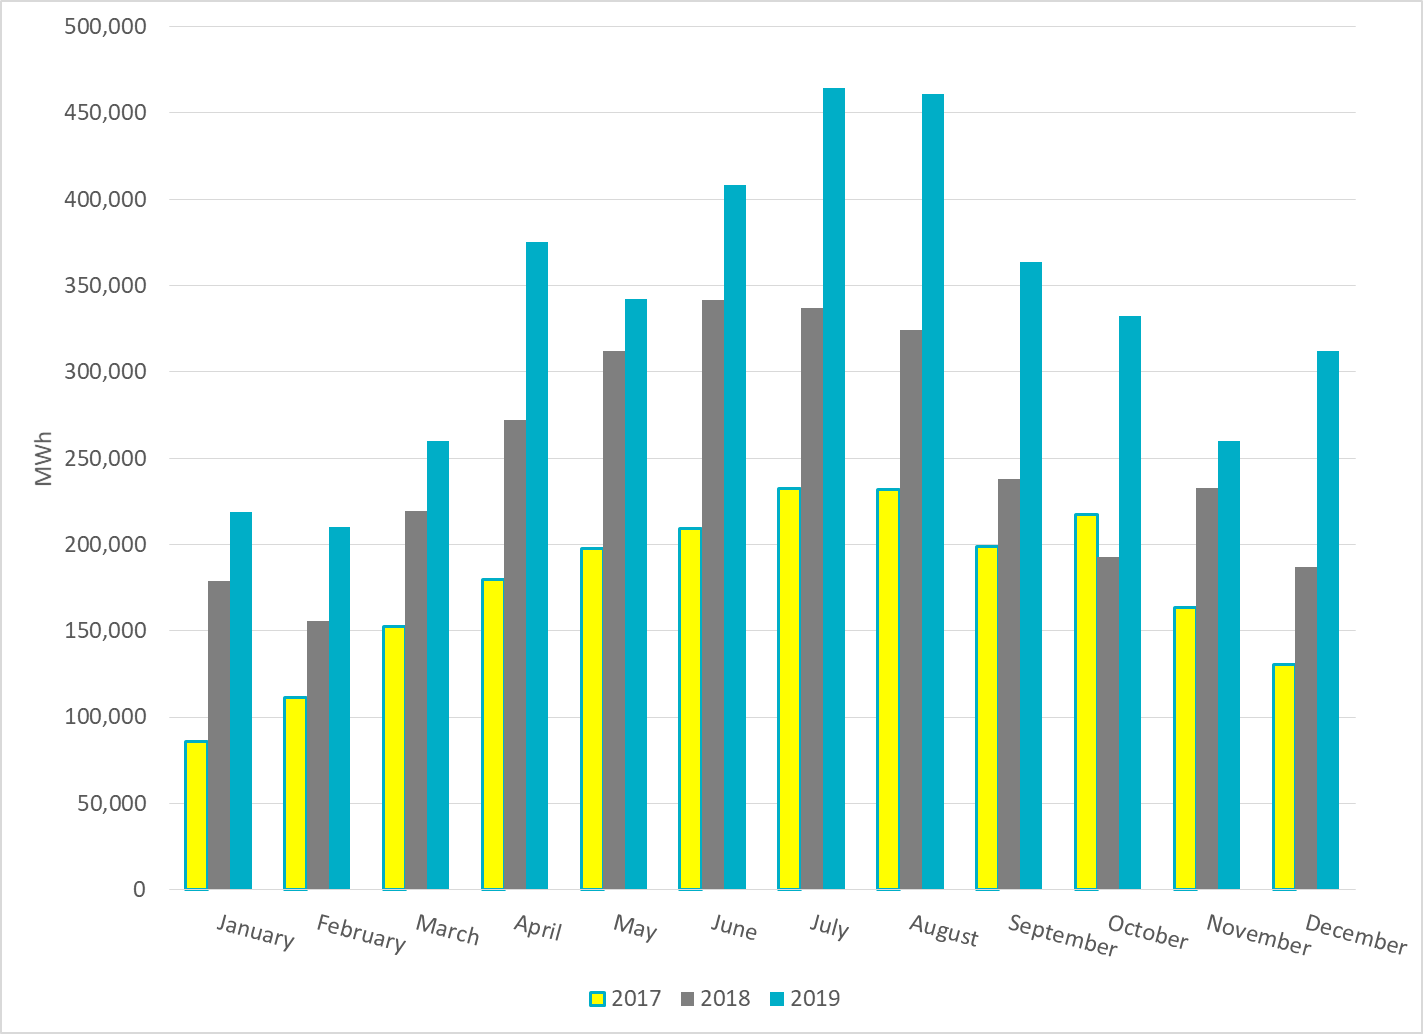 500,000
450,000
400,000
350,000
300,000
250,000
200,000
150,000
100,000
50,000
0
MWh
January
February
March
April
May
June
July
August
September
October
November
December
2017 2018 2019